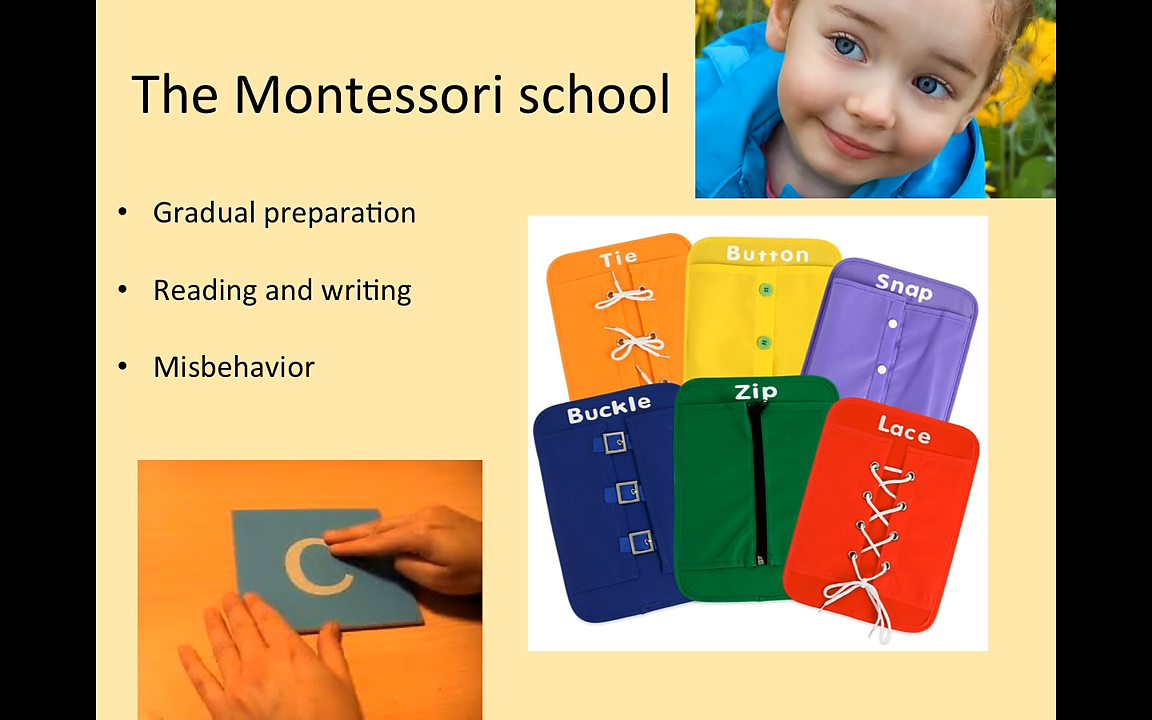 The Montessori school
• Gradual preparation
• Reading and writing
• Misbehavior
Tie
Button
Snap
Buckle
Zip
Lace
C